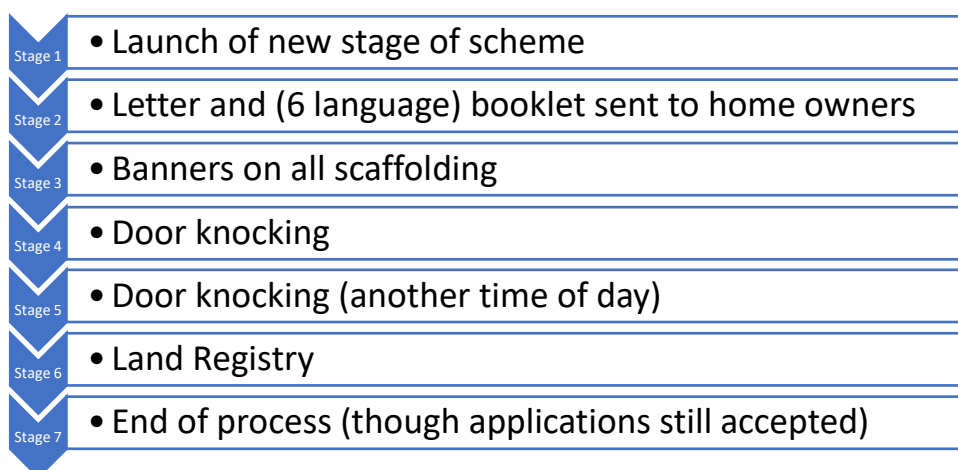 Stage 1
• Launch of new stage of scheme
Stage 2
• Letter and (6 language) booklet sent to home owners
Stage 3
• Banners on all scaffolding
Stage 4
• Door knocking
Stage 5
• Door knocking (another time of day)
Stage 6
• Land Registry
Stage 7
• End of process (though applications still accepted)